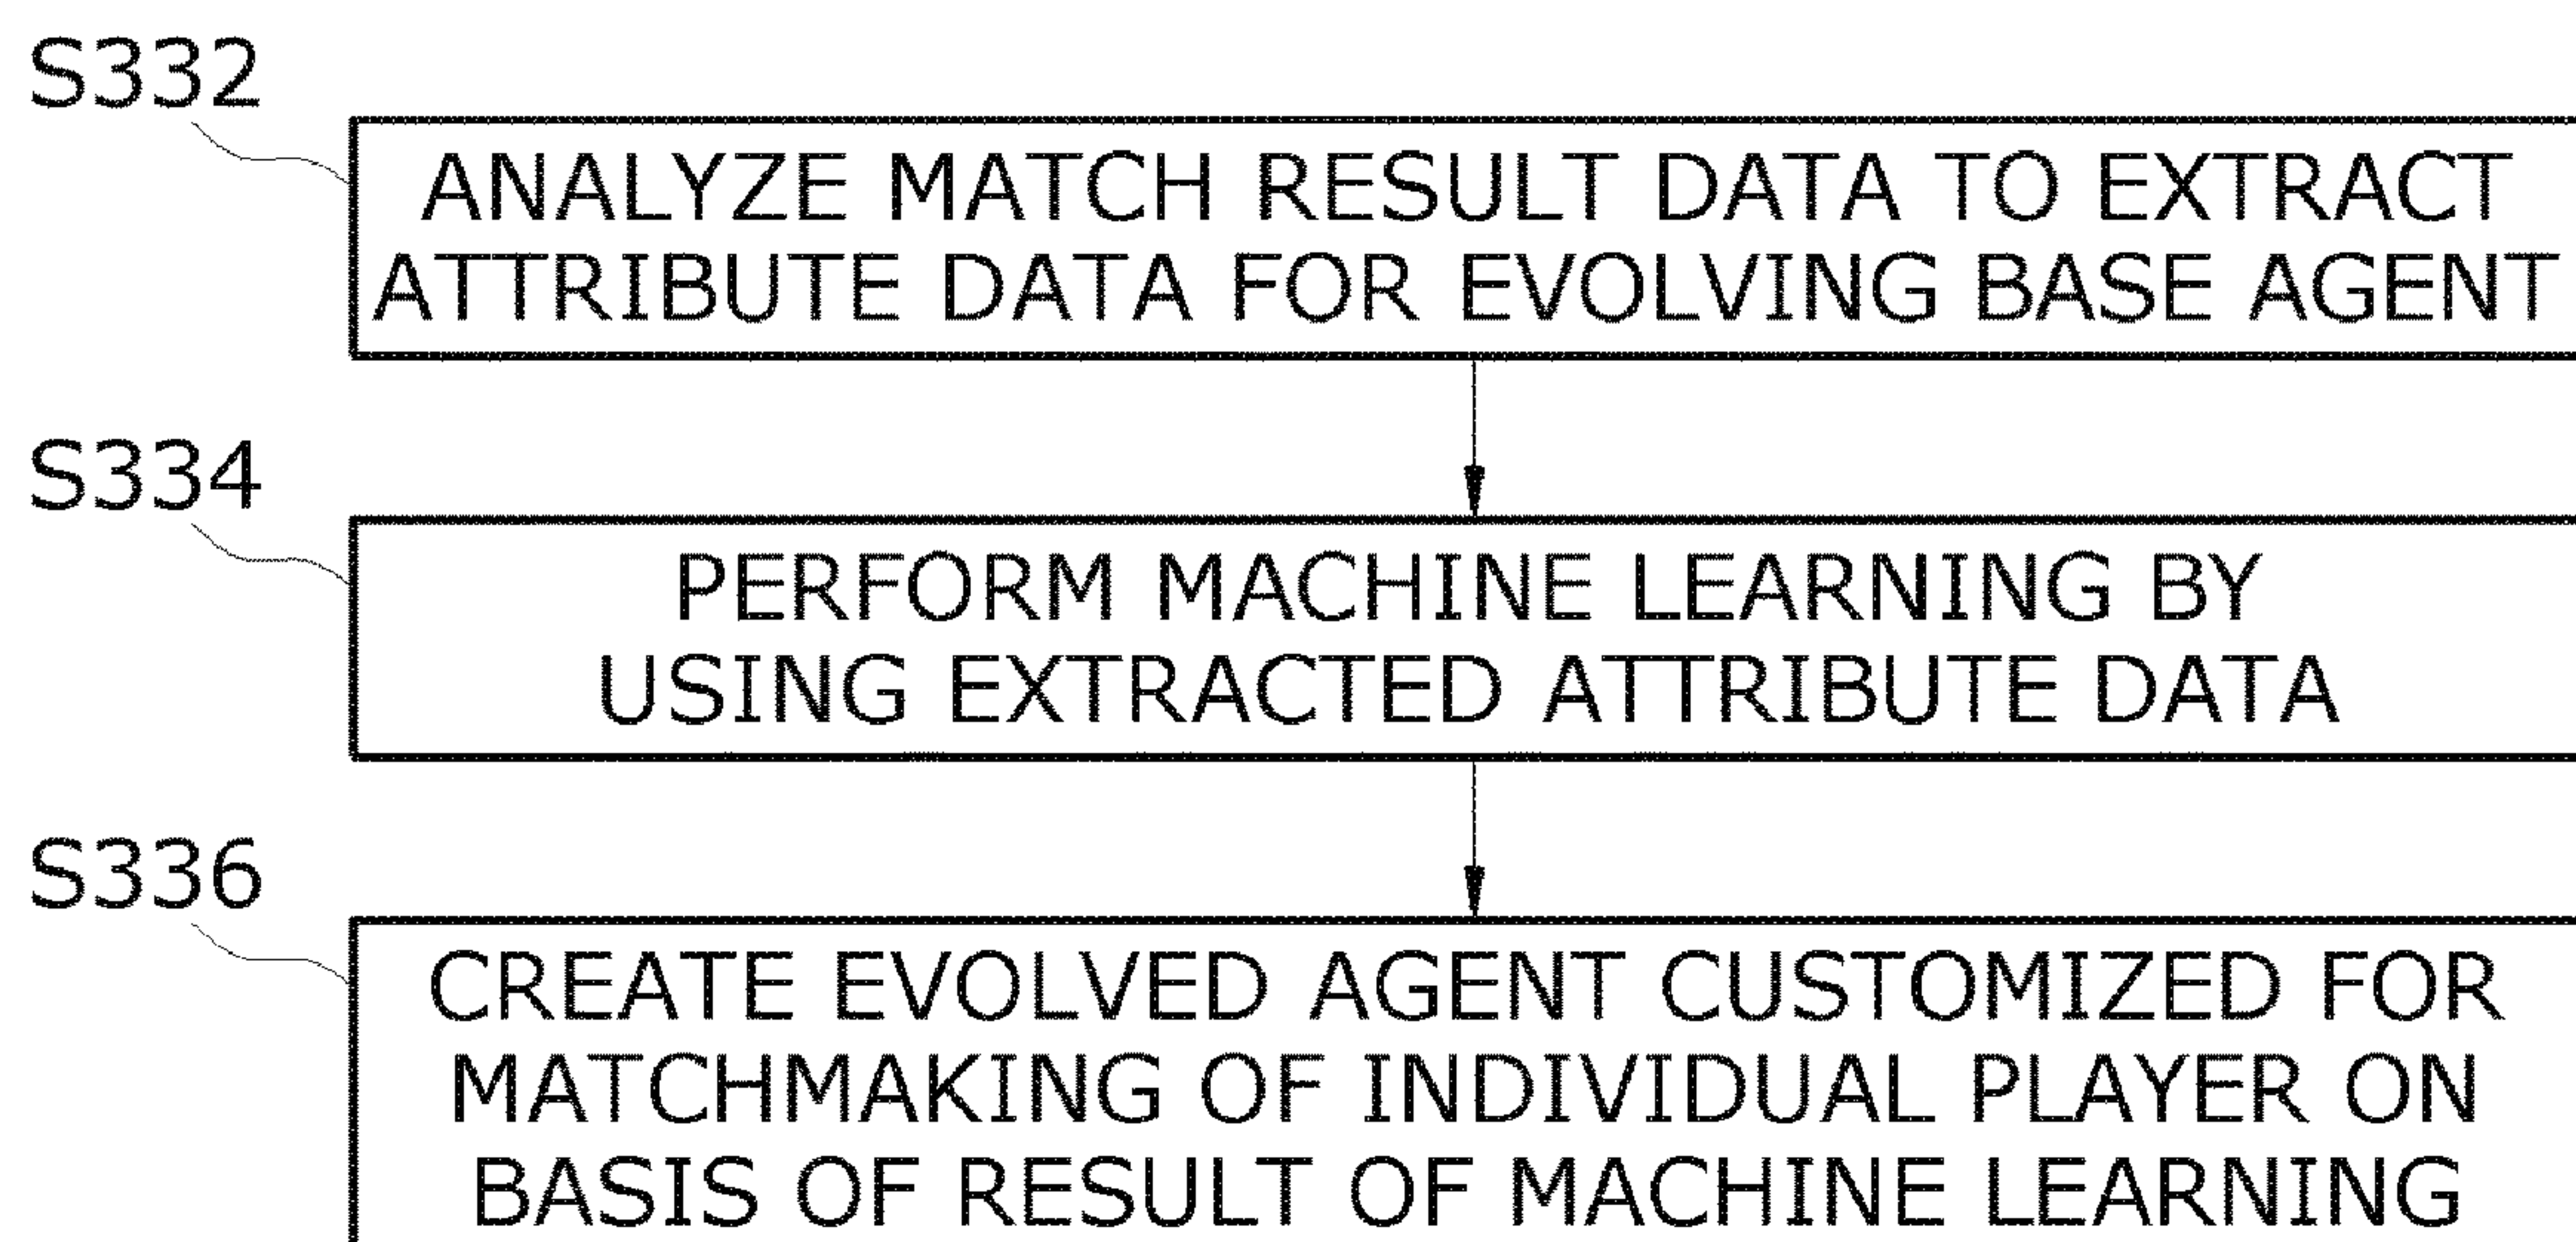 S332
ANALYZE MATCH RESULT DATA TO EXTRACT
ATTRIBUTE DATA FOR EVOLVING BASE AGENT
S334
PERFORM MACHINE LEARNING BY
USING EXTRACTED ATTRIBUTE DATA
S336
CREATE EVOLVED AGENT CUSTOMIZED FOR
MATCHMAKING OF INDIVIDUAL PLAYER ON
BASIS OF RESULT OF MACHINE LEARNING